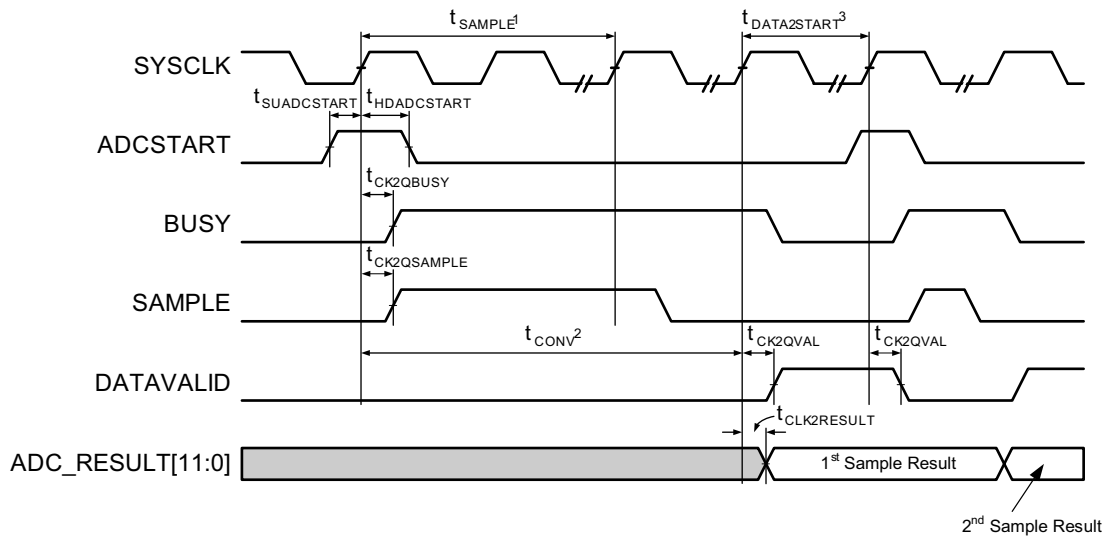 tSAMPLE1
tDATA2START3
SYSCLK
tSUADCSTART
tHDADCSTART
ADCSTART
tCK2QBUSY
BUSY
tCK2QSAMPLE
SAMPLE
tCONV2
tCK2QVAL
tCK2QVAL
DATAVALID
tCLK2RESULT
ADC_RESULT[11:0]
1st Sample Result
2nd Sample Result